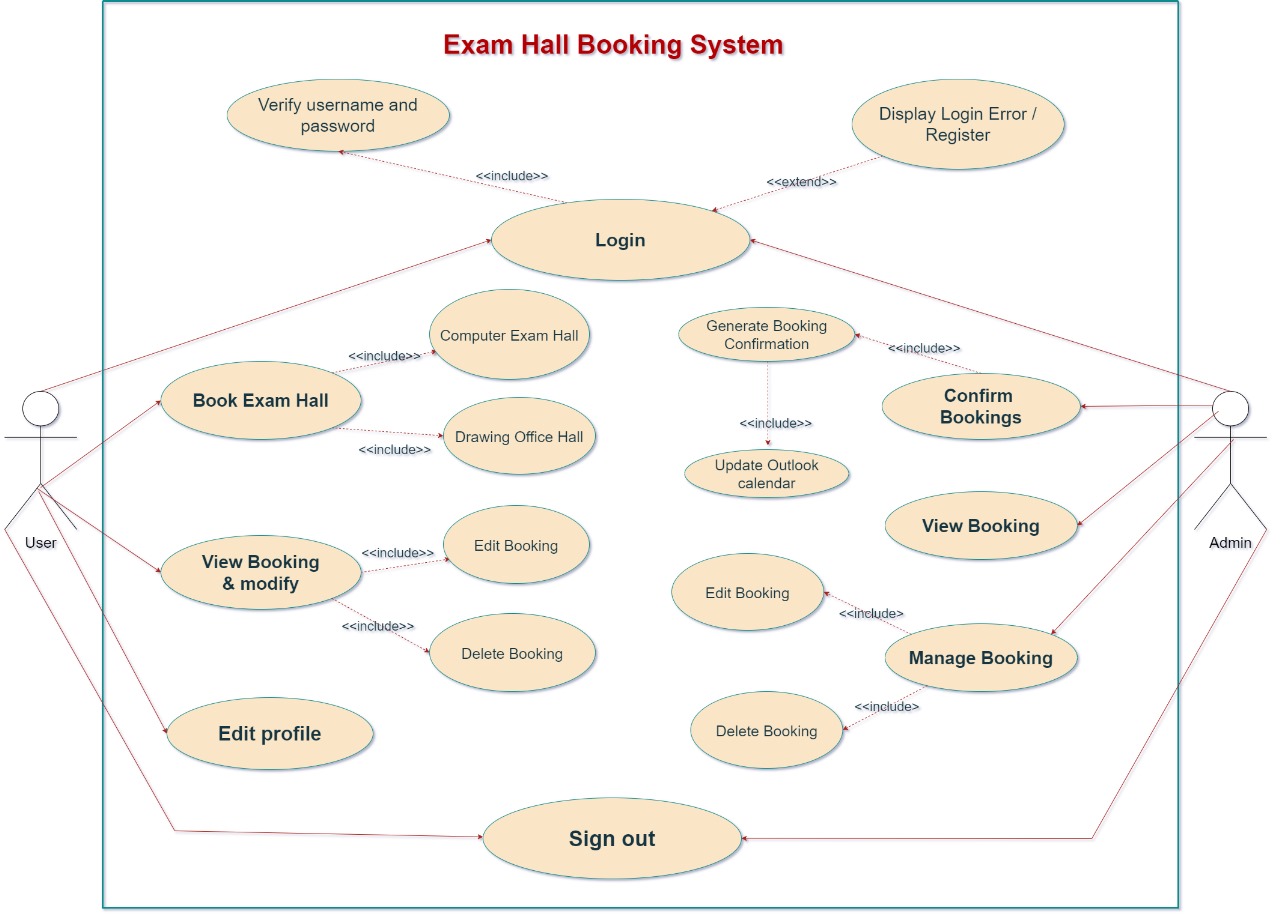 Exam Hall Booking System
Verify username and
password
Display Login Error /
Register
<<include>>
<<extend>>
Login
Computer Exam Hall
Generate Booking
Confirmation
<<include>>
<<include>>
Book Exam Hall
Confirm
Bookings
Drawing Office Hall
<<include>>
<<include>>
Update Outlook
calendar
View Booking
User
Admin
Edit Booking
<<include>>
View Booking
& modify
Edit Booking
<<include>
<<include>>
Delete Booking
Manage Booking
<<include>
Edit profile
Delete Booking
Sign out